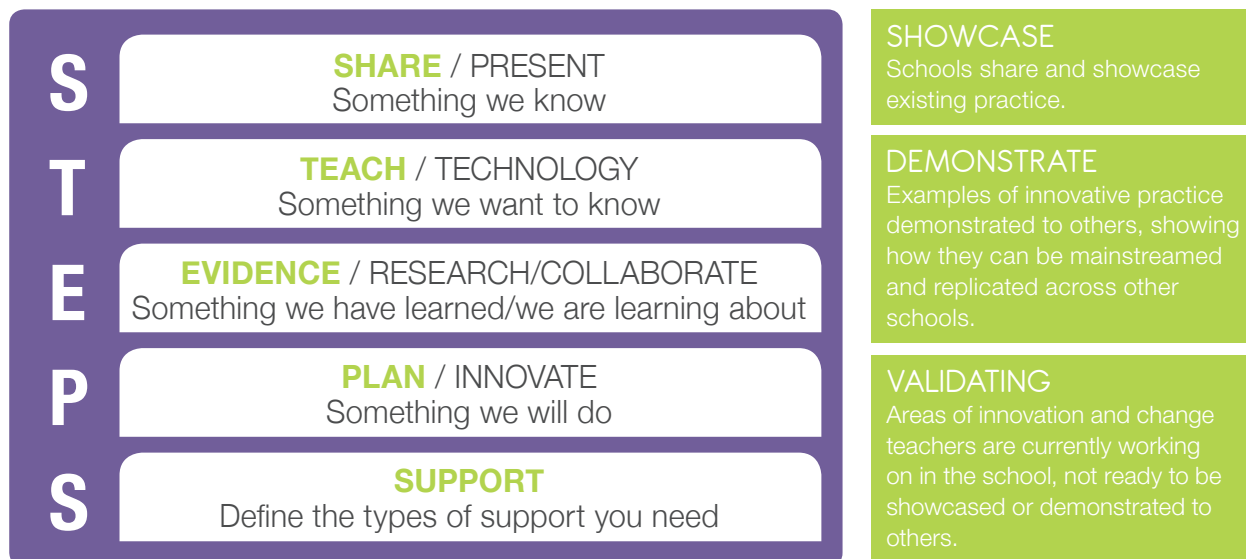 S
SHARE / PRESENT
Something we know
T
TEACH / TECHNOLOGY
Something we want to know
E
EVIDENCE / RESEARCH/COLLABORATE
Something we have learned/we are learning about
P
PLAN / INNOVATE
Something we will do
S
SUPPORT
Define the types of support you need
SHOWCASE
Schools share and showcase
existing practice.
DEMONSTRATE
Examples of innovative practice
demonstrated to others, showing
how they can be mainstreamed
and replicated across other
schools.
VALIDATING
Areas of innovation and change
teachers are currently working
on in the school, not ready to be
showcased or demonstrated to
others.